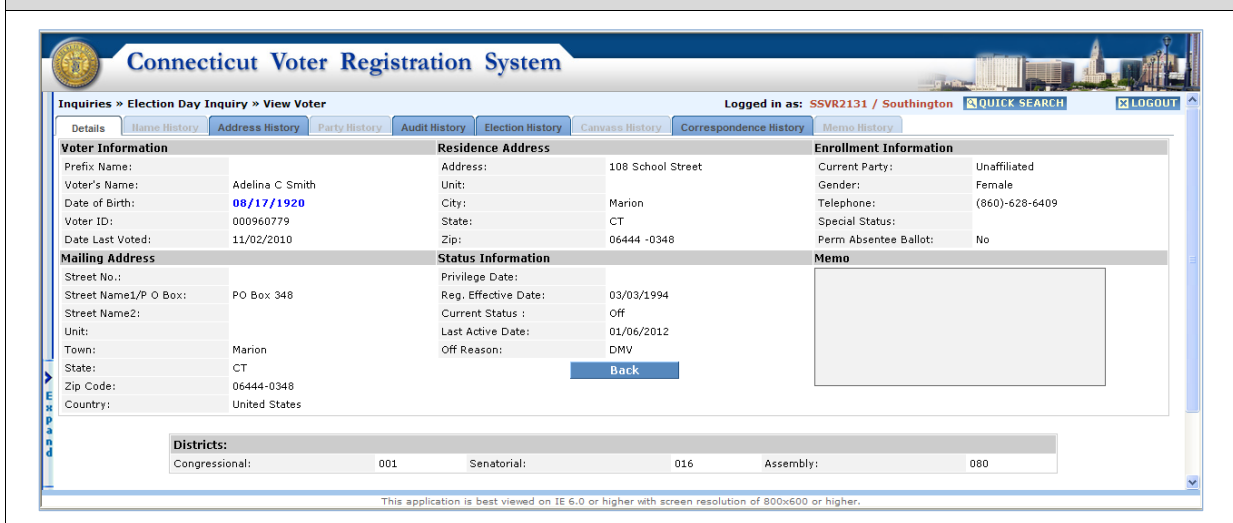 Connecticut Voter Registration System
Inquiries » Election Day Inquiry » View Voter Logged in as: SSVR2131 / Southington QUICK SEARCH LOGOUT
Details Name History Address History Party History Audit History Election History Canvass History Correspondence History Memo History
Voter Information Residence Address Enrollment Information
Prefix Name: Address: 108 School Street Current Party: Unaffiliated
Voter's Name: Adelina C Smith Unit: Gender: Female
Date of Birth: 08/17/1920 City: Marion Telephone: (860)-628-6409
Voter ID: 000960779 State: CT Special Status:
Date Last Voted: 11/02/2010 Zip: 06444 -0348 Perm Absentee Ballot: No
Mailing Address Status Information Memo
Street No.: Privilege Date:
Street Name1/P O Box: PO Box 348 Reg. Effective Date: 03/03/1994
Street Name2: Current Status : Off
Unit: Last Active Date: 01/06/2012
Town: Marion Off Reason: DMV
State: CT Back
Zip Code: 06444-0348
Country: United States
Expand
Districts:
Congressional: 001 Senatorial: 016 Assembly: 080
This application is best viewed on IE 6.0 or higher with screen resolution of 800x600 or higher.